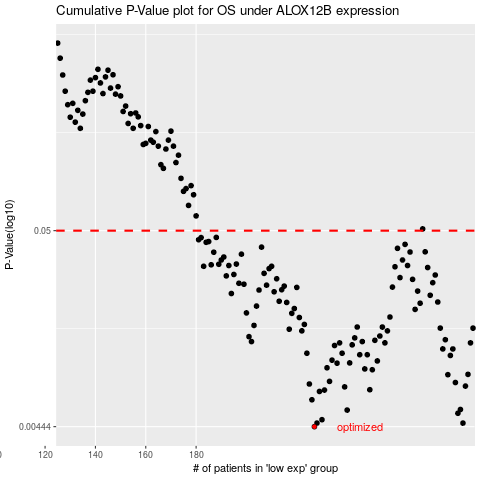 Cumulative P-Value plot for OS under ALOX12B expression
P-Value(log10)
0.05
0.00444
optimized
0 120 140 160 180
# of patients in 'low exp' group